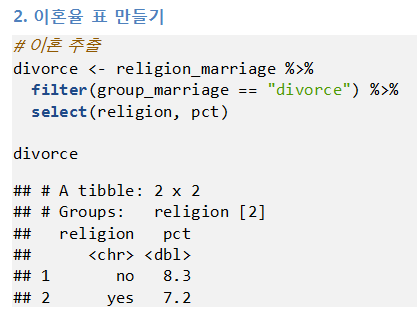 2. 이혼율 표 만들기
# 이혼 추출
divorce <- religion_marriage %>%
  filter(group_marriage == "divorce") %>%
  select(religion, pct)
divorce
## # A tibble: 2 x 2
## # Groups:   religion [2]
##   religion   pct
##      <chr> <dbl>
## 1       no   8.3
## 2      yes   7.2